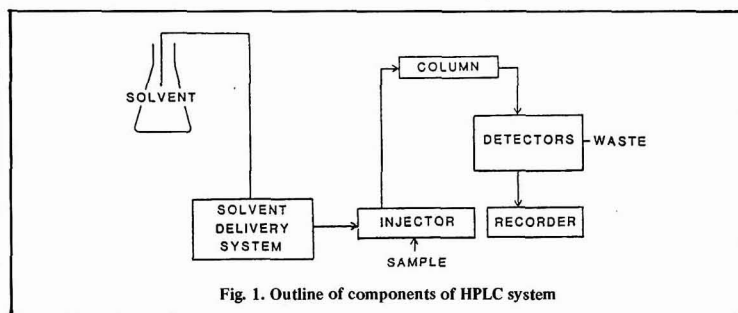 SOLVENT
COLUMN
DETECTORS
WASTE
SOLVENT
DELIVERY
SYSTEM
INJECTOR
RECORDER
SAMPLE
Fig. 1. Outline of components of HPLC system